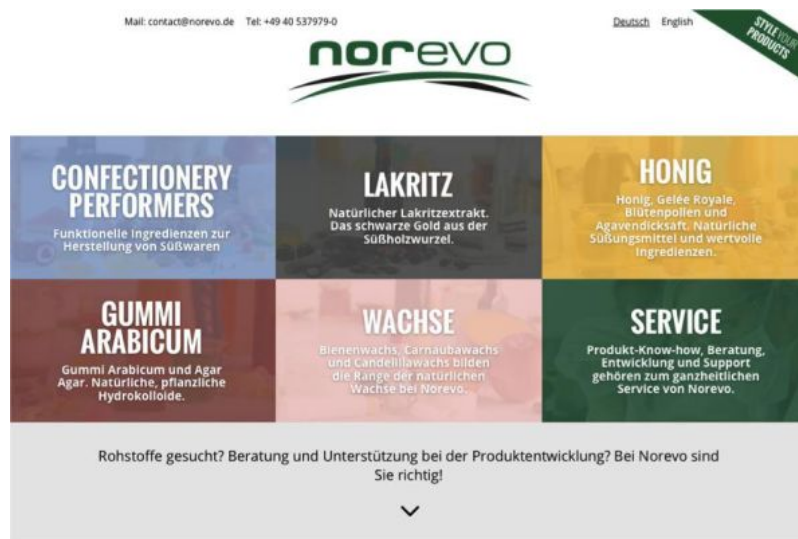 Mail: contact@norevo.de Tel: +49 40 537979-0
Deutsch English
STYLE YOUR
PRODUCTS
norevo
CONFECTIONERY
PERFORMERS
Funktionelle Ingredienzen zur
Herstellung von Süßwaren
LAKRITZ
Natürlicher Lakritzextrakt.
Das schwarze Gold aus der
Süßholzwurzel.
HONIG
Honig, Gelée Royale,
Blütenpollen und
Agavendicksaft. Natürliche
Süßungsmittel und wertvolle
Ingredienzen.
GUMMI
ARABICUM
Gummi Arabicum und Agar
Agar. Natürliche, pflanzliche
Hydrokolloide.
WACHSE
Bienenwachs, Carnaubawachs
und Candelillawachs bilden
die Range der natürlichen
Wachse bei Norevo.
SERVICE
Produkt-Know-how, Beratung,
Entwicklung und Support
gehören zum ganzheitlichen
Service von Norevo.
Rohstoffe gesucht? Beratung und Unterstützung bei der Produktentwicklung? Bei Norevo sind
Sie richtig!